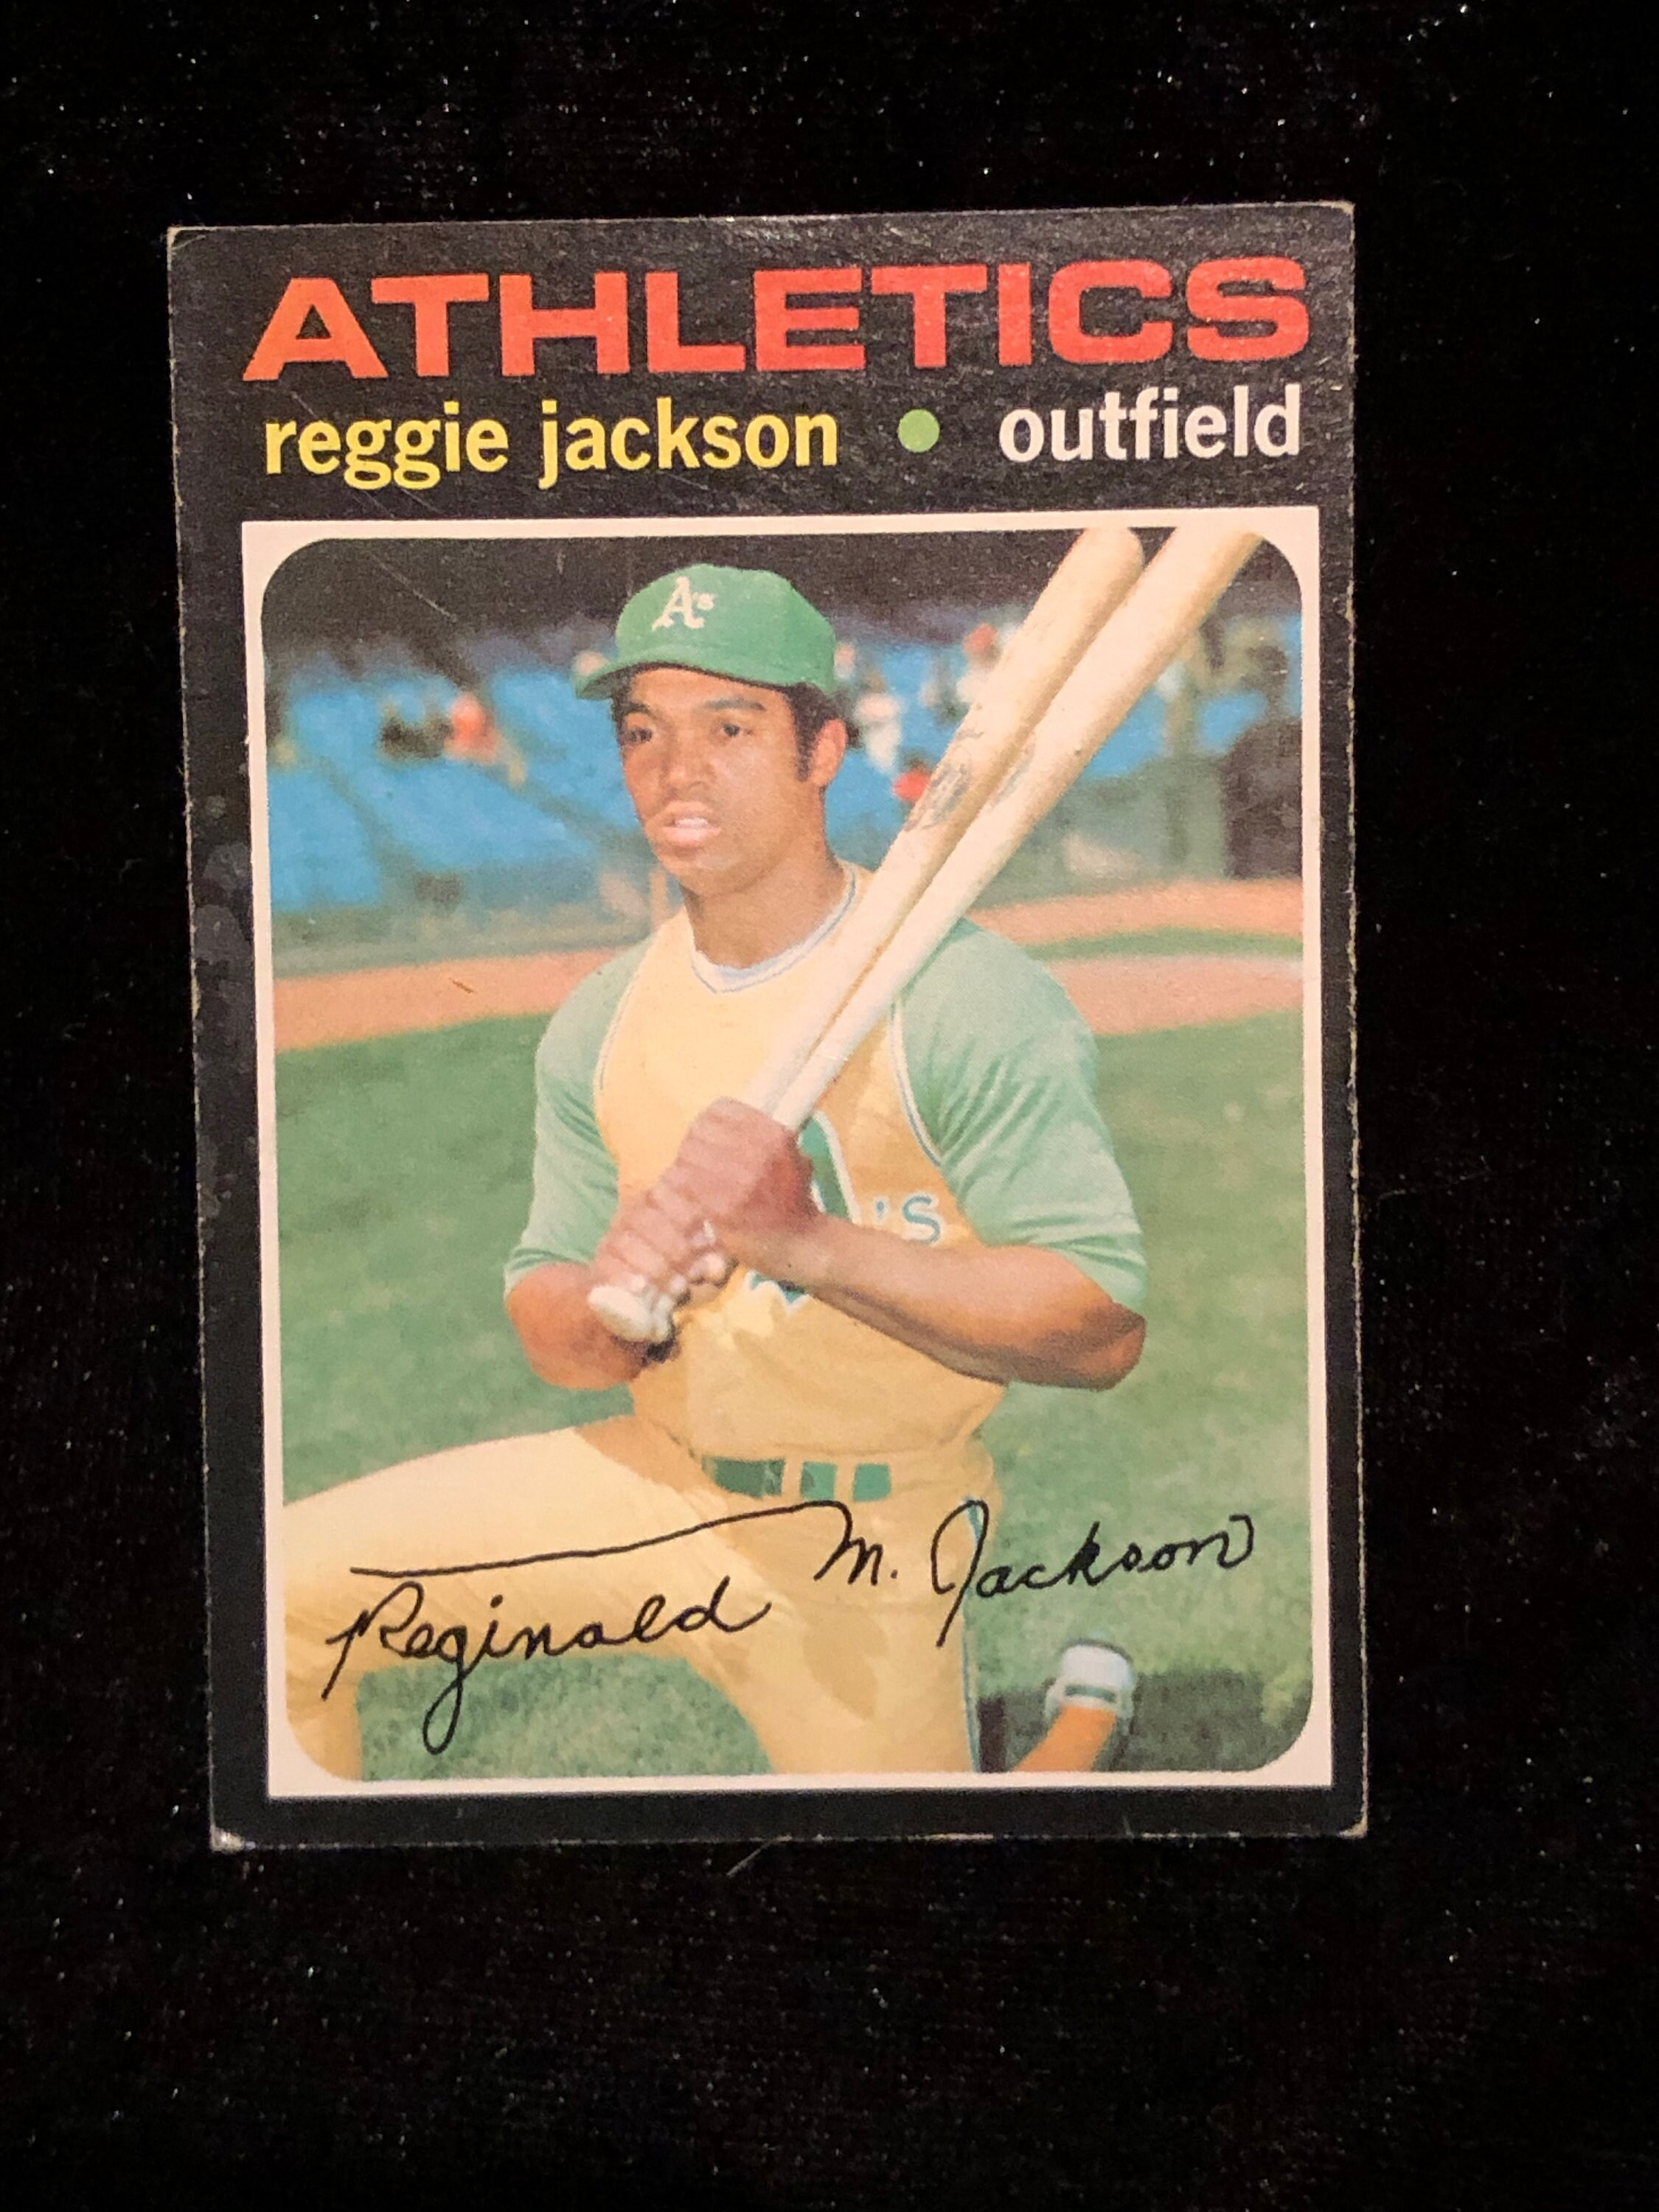 ATHLETICS
reggie jackson • outfield
A's
'S
Reginald M. Jackson